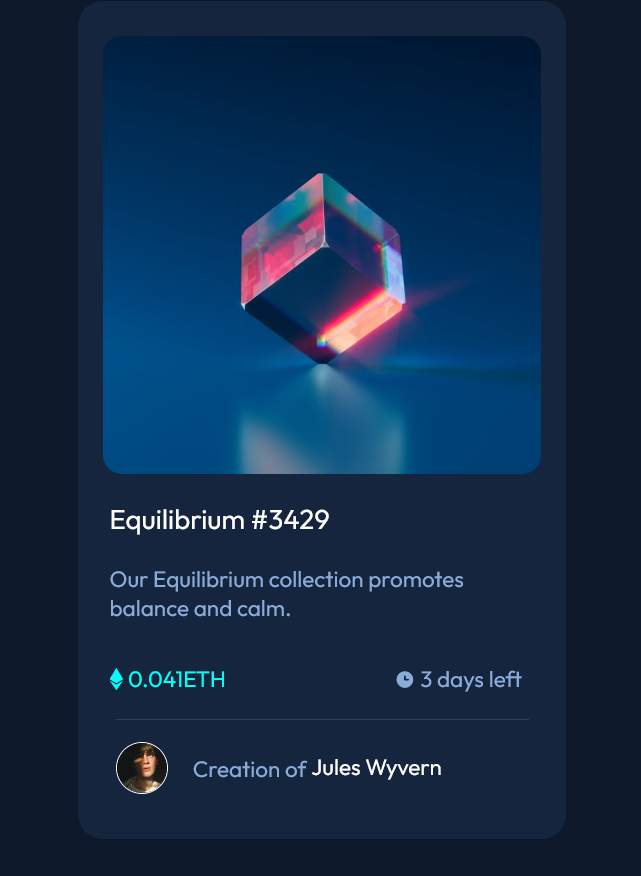 Equilibrium #3429
Our Equilibrium collection promotes
balance and calm.
0.041ETH
3 days left
Creation of Jules Wyvern